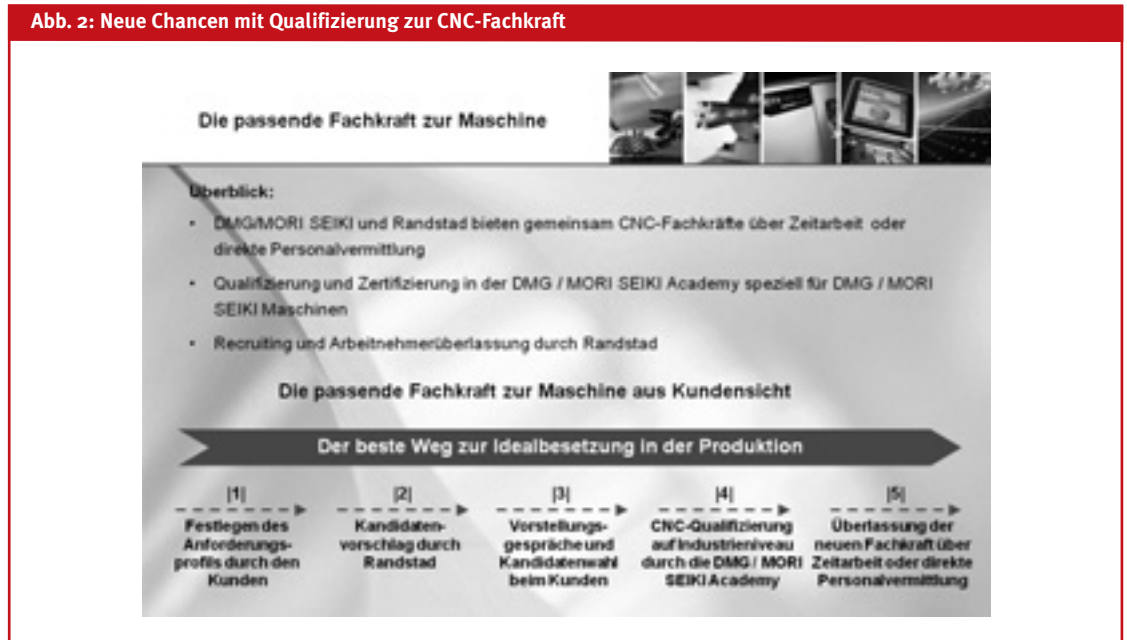 Abb. 2: Neue Chancen mit Qualifizierung zur CNC-Fachkraft
Die passende Fachkraft zur Maschine
Überblick:
• DMG/MORI SEIKI und Randstad bieten gemeinsam CNC-Fachkräfte über Zeitarbeit oder
direkte Personalvermittlung
• Qualifizierung und Zertifizierung in der DMG / MORI SEIKI Academy speziell für DMG / MORI
SEIKI Maschinen
• Recruiting und Arbeitnehmerüberlassung durch Randstad
Die passende Fachkraft zur Maschine aus Kundensicht
Der beste Weg zur Idealbesetzung in der Produktion
|1|
Festlegen des
Anforderungs-
profils durch den
Kunden
|2|
Kandidaten-
vorschlag durch
Randstad
|3|
Vorstellungs-
gespräche und
Kandidatenwahl
beim Kunden
|4|
CNC-Qualifizierung
auf Industrieniveau
durch die DMG / MORI
SEIKI Academy
|5|
Überlassung der
neuen Fachkraft über
Zeitarbeit oder direkte
Personalvermittlung